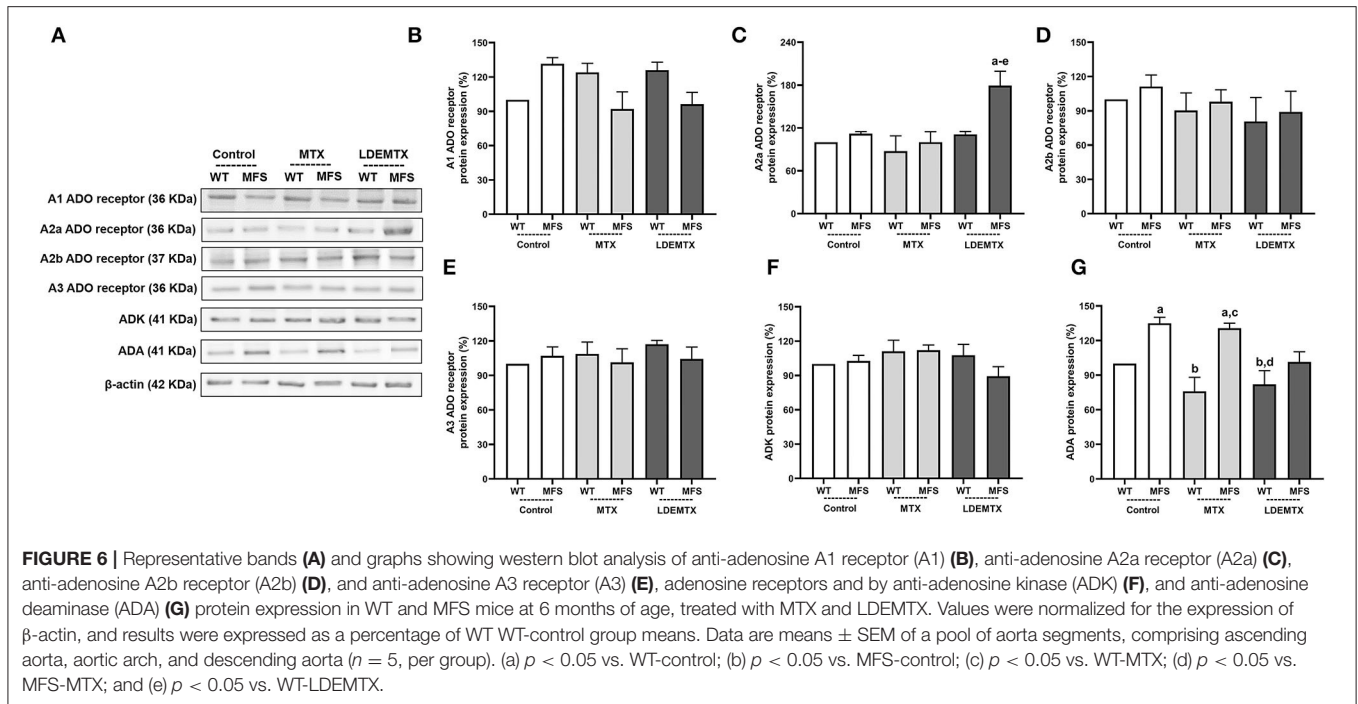 A
Control MTX LDEMTX
WT MFS WT MFS WT MFS
A1 ADO receptor (36 KDa)
A2a ADO receptor (36 KDa)
A2b ADO receptor (37 KDa)
A3 ADO receptor (36 KDa)
ADK (41 KDa)
ADA (41 KDa)
β-actin (42 KDa)
B
A1 ADO receptor
protein expression (%)
150
120
90
60
30
0
WT MFS WT MFS WT MFS
Control MTX LDEMTX
C
A2a ADO receptor
protein expression (%)
240
180
120
60
0
a-e
WT MFS WT MFS WT MFS
Control MTX LDEMTX
D
A2b ADO receptor
protein expression (%)
150
120
90
60
30
0
WT MFS WT MFS WT MFS
Control MTX LDEMTX
E
A3 ADO receptor
protein expression (%)
150
120
90
60
30
0
WT MFS WT MFS WT MFS
Control MTX LDEMTX
F
ADK protein expression (%)
150
120
90
60
30
0
WT MFS WT MFS WT MFS
Control MTX LDEMTX
G
ADA protein expression (%)
150
120
90
60
30
0
a
b
a,c
b,d
WT MFS WT MFS WT MFS
Control MTX LDEMTX
FIGURE 6 | Representative bands (A) and graphs showing western blot analysis of anti-adenosine A1 receptor (A1) (B), anti-adenosine A2a receptor (A2a) (C),
anti-adenosine A2b receptor (A2b) (D), and anti-adenosine A3 receptor (A3) (E), adenosine receptors and by anti-adenosine kinase (ADK) (F), and anti-adenosine
deaminase (ADA) (G) protein expression in WT and MFS mice at 6 months of age, treated with MTX and LDEMTX. Values were normalized for the expression of
β-actin, and results were expressed as a percentage of WT WT-control group means. Data are means ± SEM of a pool of aorta segments, comprising ascending
aorta, aortic arch, and descending aorta (n = 5, per group). (a) p < 0.05 vs. WT-control; (b) p < 0.05 vs. MFS-control; (c) p < 0.05 vs. WT-MTX; (d) p < 0.05 vs.
MFS-MTX; and (e) p < 0.05 vs. WT-LDEMTX.